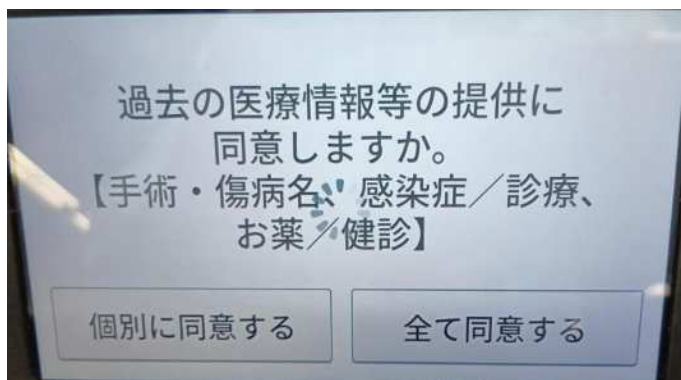 過去の医療情報等の提供に
同意しますか。
【手術・傷病名、感染症／診療、
お薬／健診】
個別に同意する
全て同意する